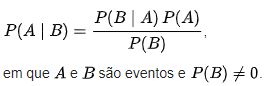 P(A | B) = P(B | A) P(A) / P(B),
em que A e B são eventos e P(B) ≠ 0.